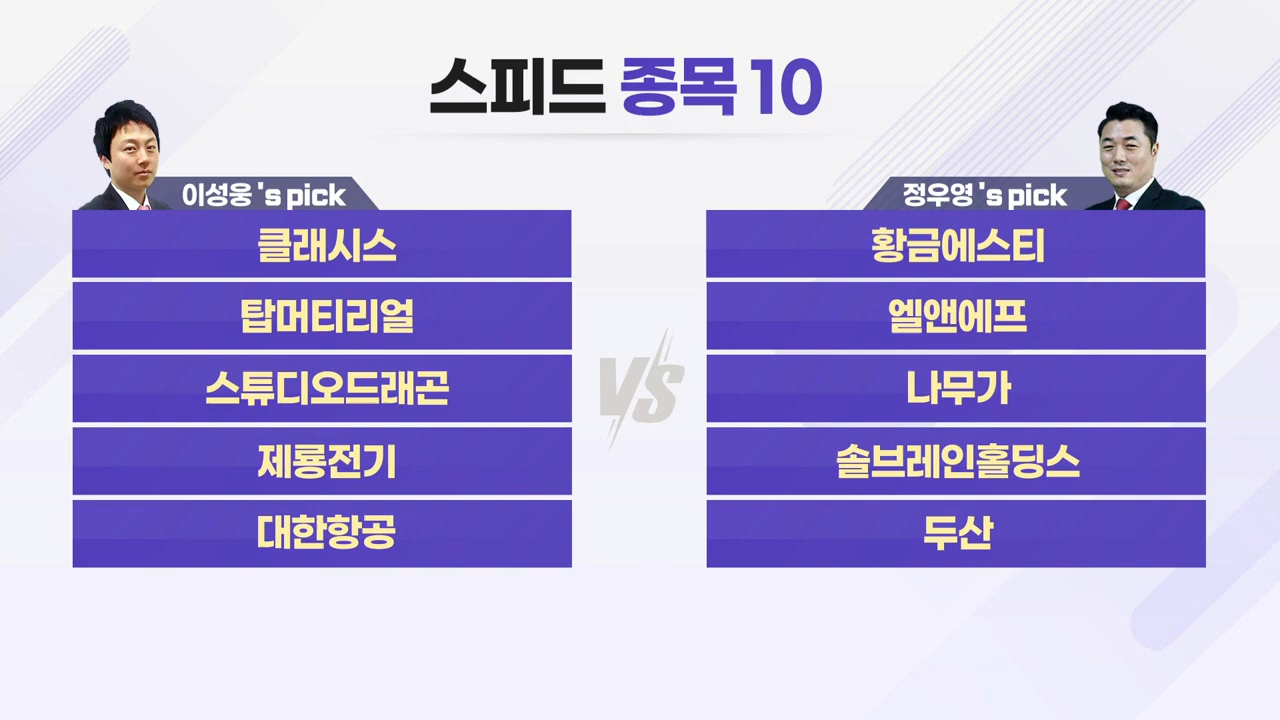 스피드 종목 10
이성웅 's pick
클래시스
탑머티리얼
스튜디오드래곤
제룡전기
대한항공
VS
정우영 's pick
황금에스티
엘앤에프
나무가
솔브레인홀딩스
두산